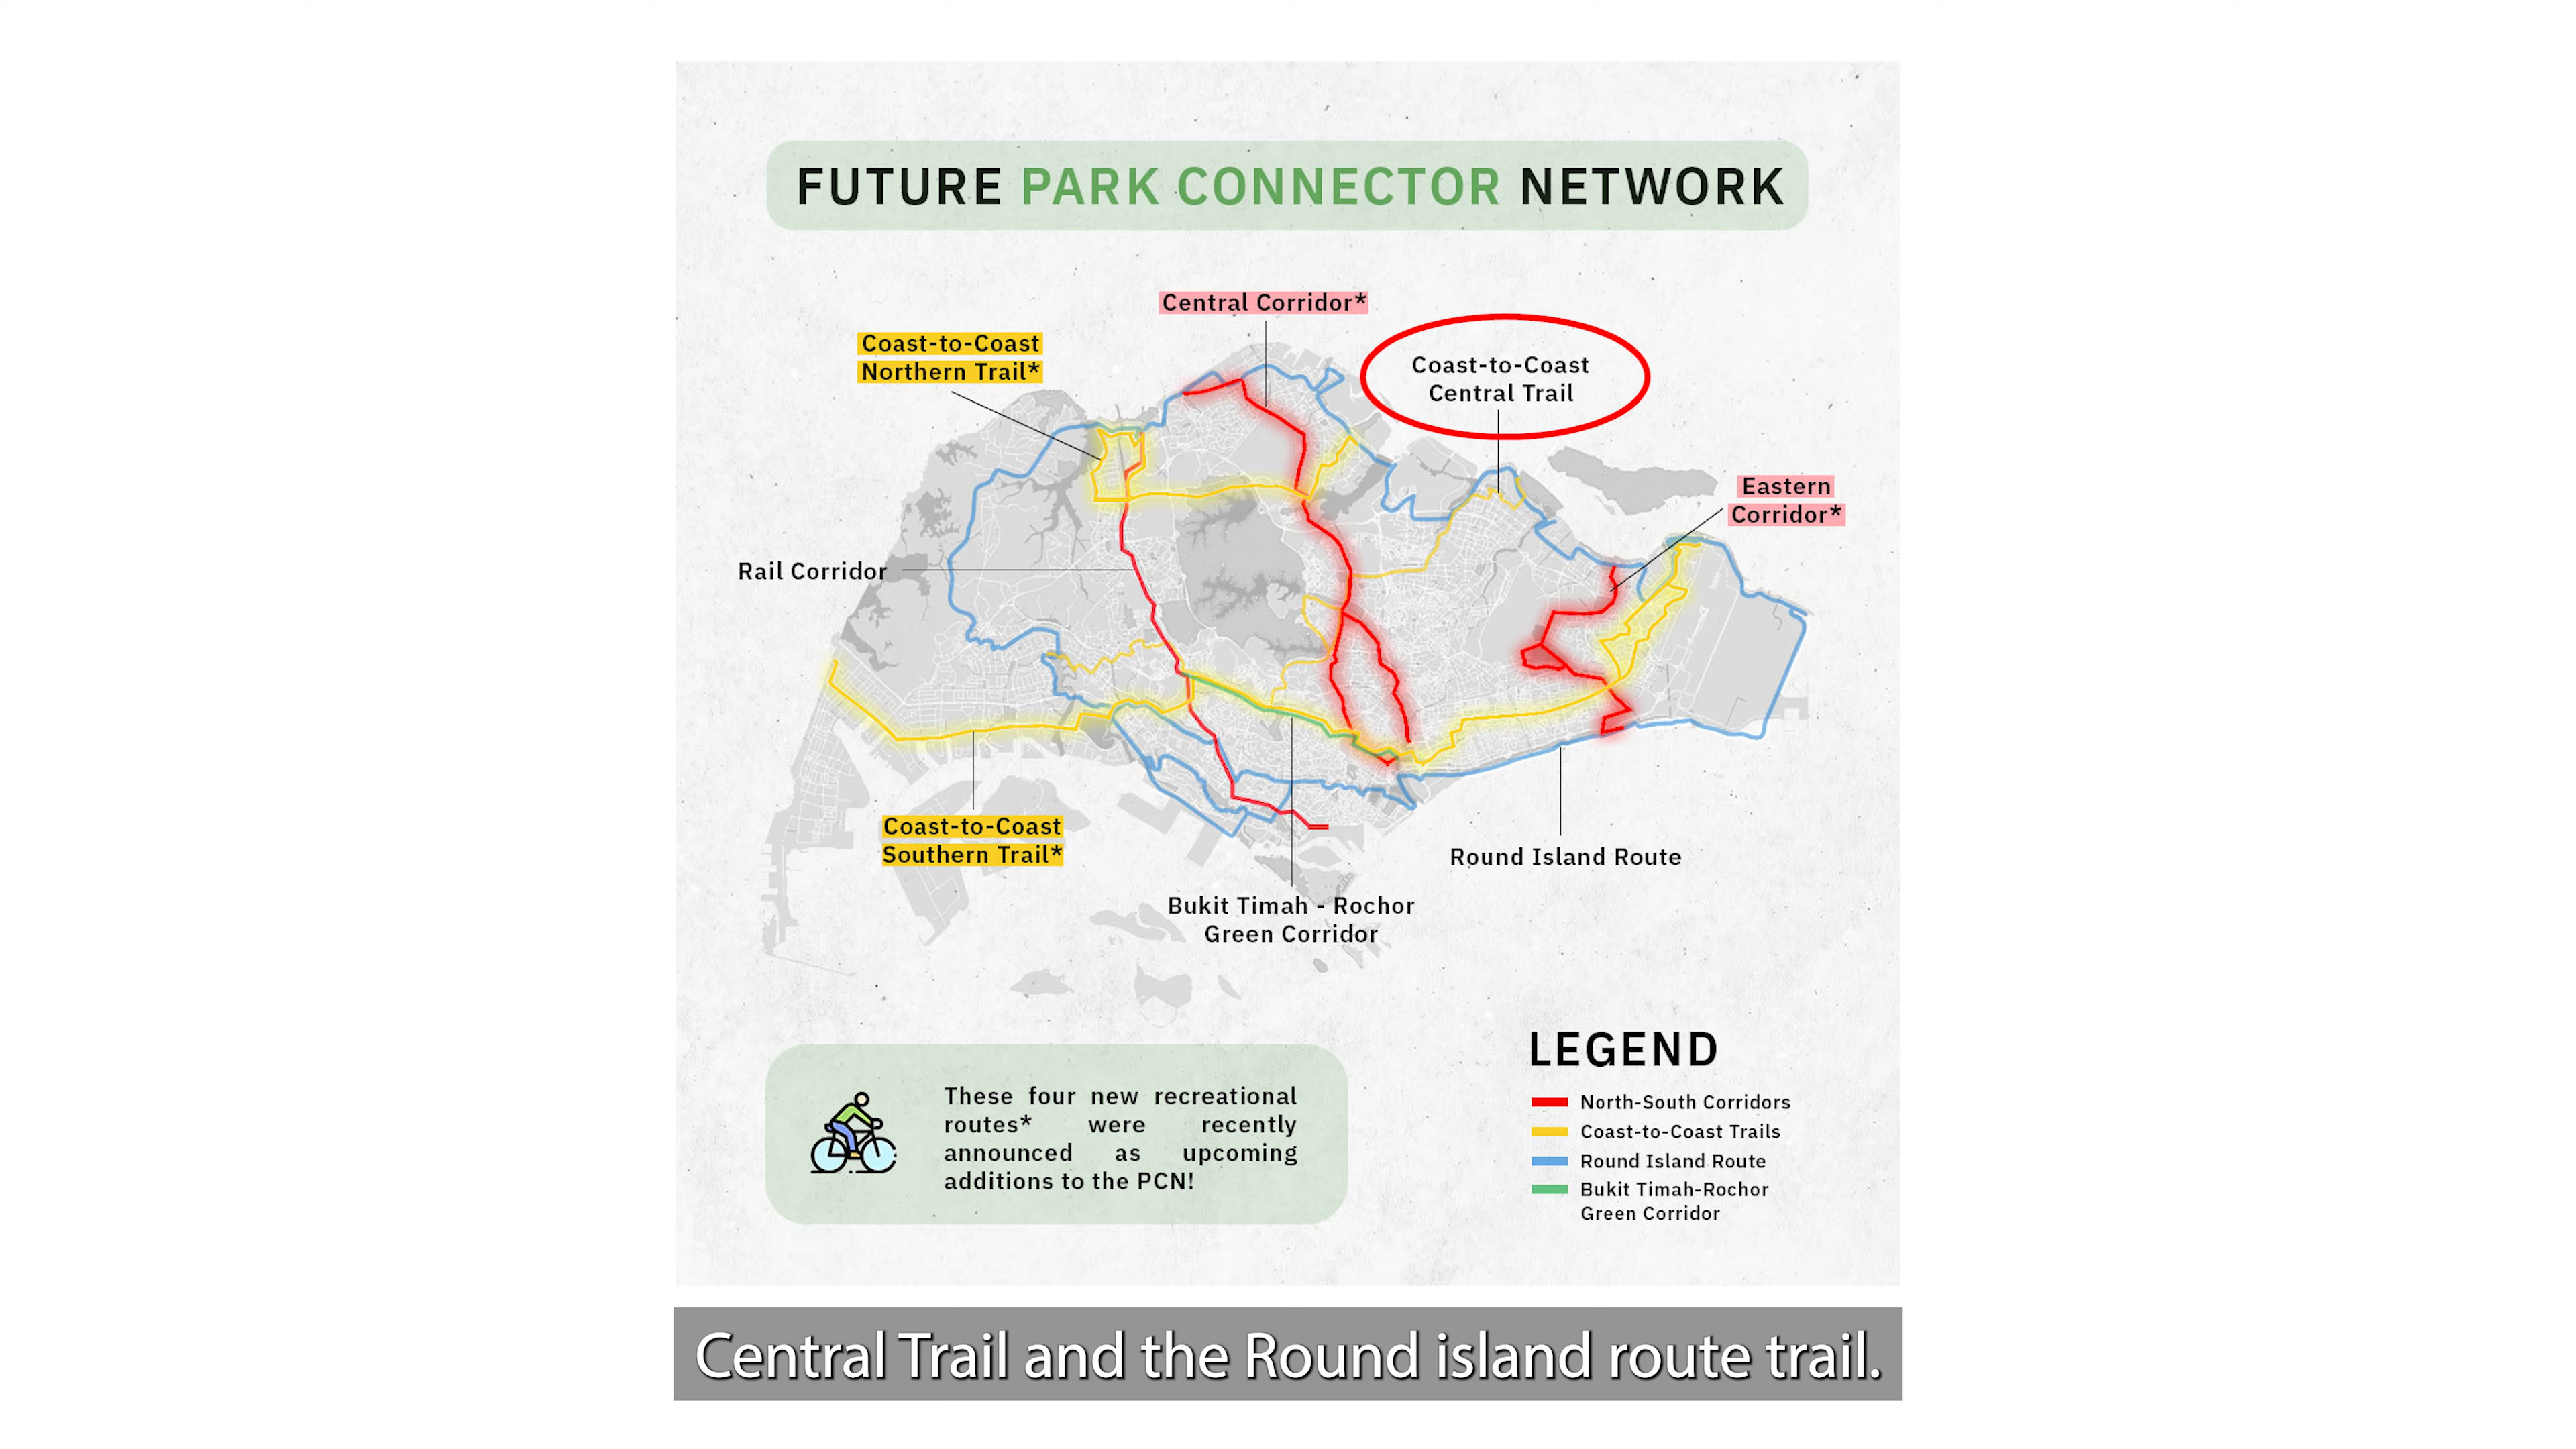 FUTURE PARK CONNECTOR NETWORK
Central Corridor*
Coast-to-Coast
Northern Trail*
Coast-to-Coast
Central Trail
Eastern
Corridor*
Rail Corridor
Coast-to-Coast
Southern Trail*
Round Island Route
Bukit Timah - Rochor
Green Corridor
These four new recreational
routes* were recently
announced as upcoming
additions to the PCN!
LEGEND
North-South Corridors
Coast-to-Coast Trails
Round Island Route
Bukit Timah-Rochor
Green Corridor
Central Trail and the Round island route trail.